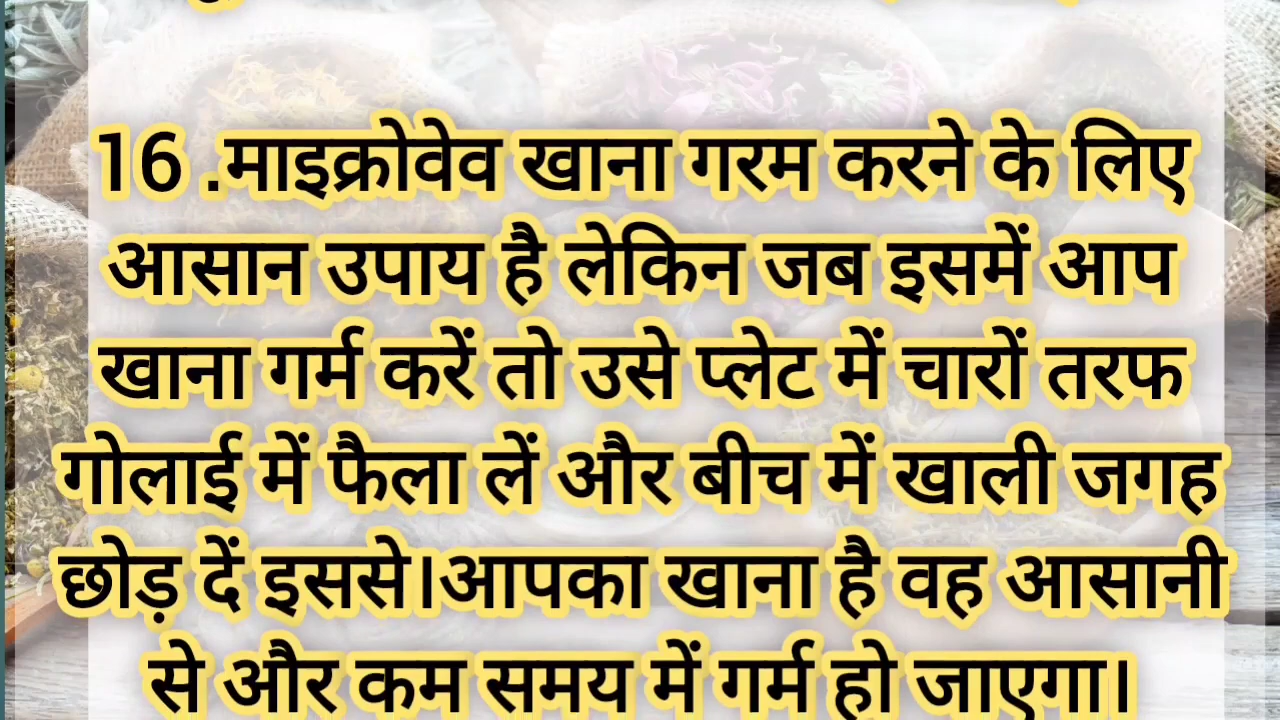 16 .माइक्रोवेव खाना गरम करने के लिए
आसान उपाय है लेकिन जब इसमें आप
खाना गर्म करें तो उसे प्लेट में चारों तरफ
गोलाई में फैला लें और बीच में खाली जगह
छोड़ दें इससे।आपका खाना है वह आसानी
से और कम समय में गर्म हो जाएगा।